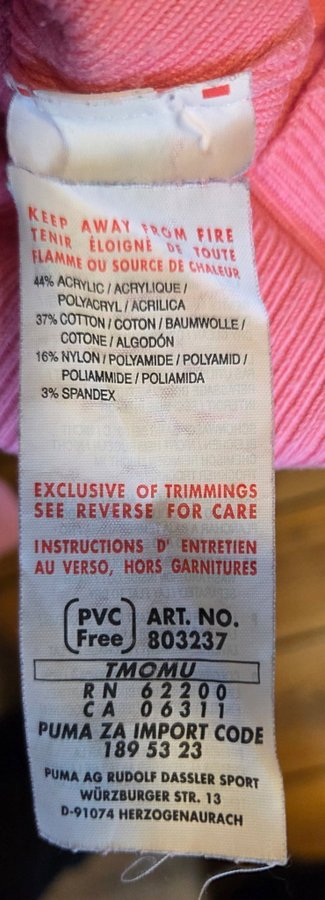 KEEP AWAY FROM FIRE
TENIR ÉLOIGNÉ DE TOUTE
FLAMME OU SOURCE DE CHALEUR
44% ACRYLIC / ACRYLIQUE /
POLYACRYL / ACRILICA
37% COTTON / COTON / BAUMWOLLE /
COTONE / ALGODÓN
16% NYLON / POLYAMIDE / POLYAMID /
POLIAMMIDE / POLIAMIDA
3% SPANDEX
EXCLUSIVE OF TRIMMINGS
SEE REVERSE FOR CARE
INSTRUCTIONS D' ENTRETIEN
AU VERSO, HORS GARNITURES
PVC ART. NO.
Free 803237
TMOMU
RN 62200
CA 06311
PUMA ZA IMPORT CODE
189 53 23
PUMA AG RUDOLF DASSLER SPORT
WÜRZBURGER STR. 13
D-91074 HERZOGENAURACH